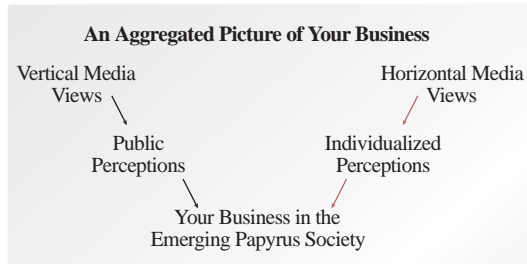 An Aggregated Picture of Your Business
Vertical Media
Views
Horizontal Media
Views
Public
Perceptions
Individualized
Perceptions
Your Business in the
Emerging Papyrus Society